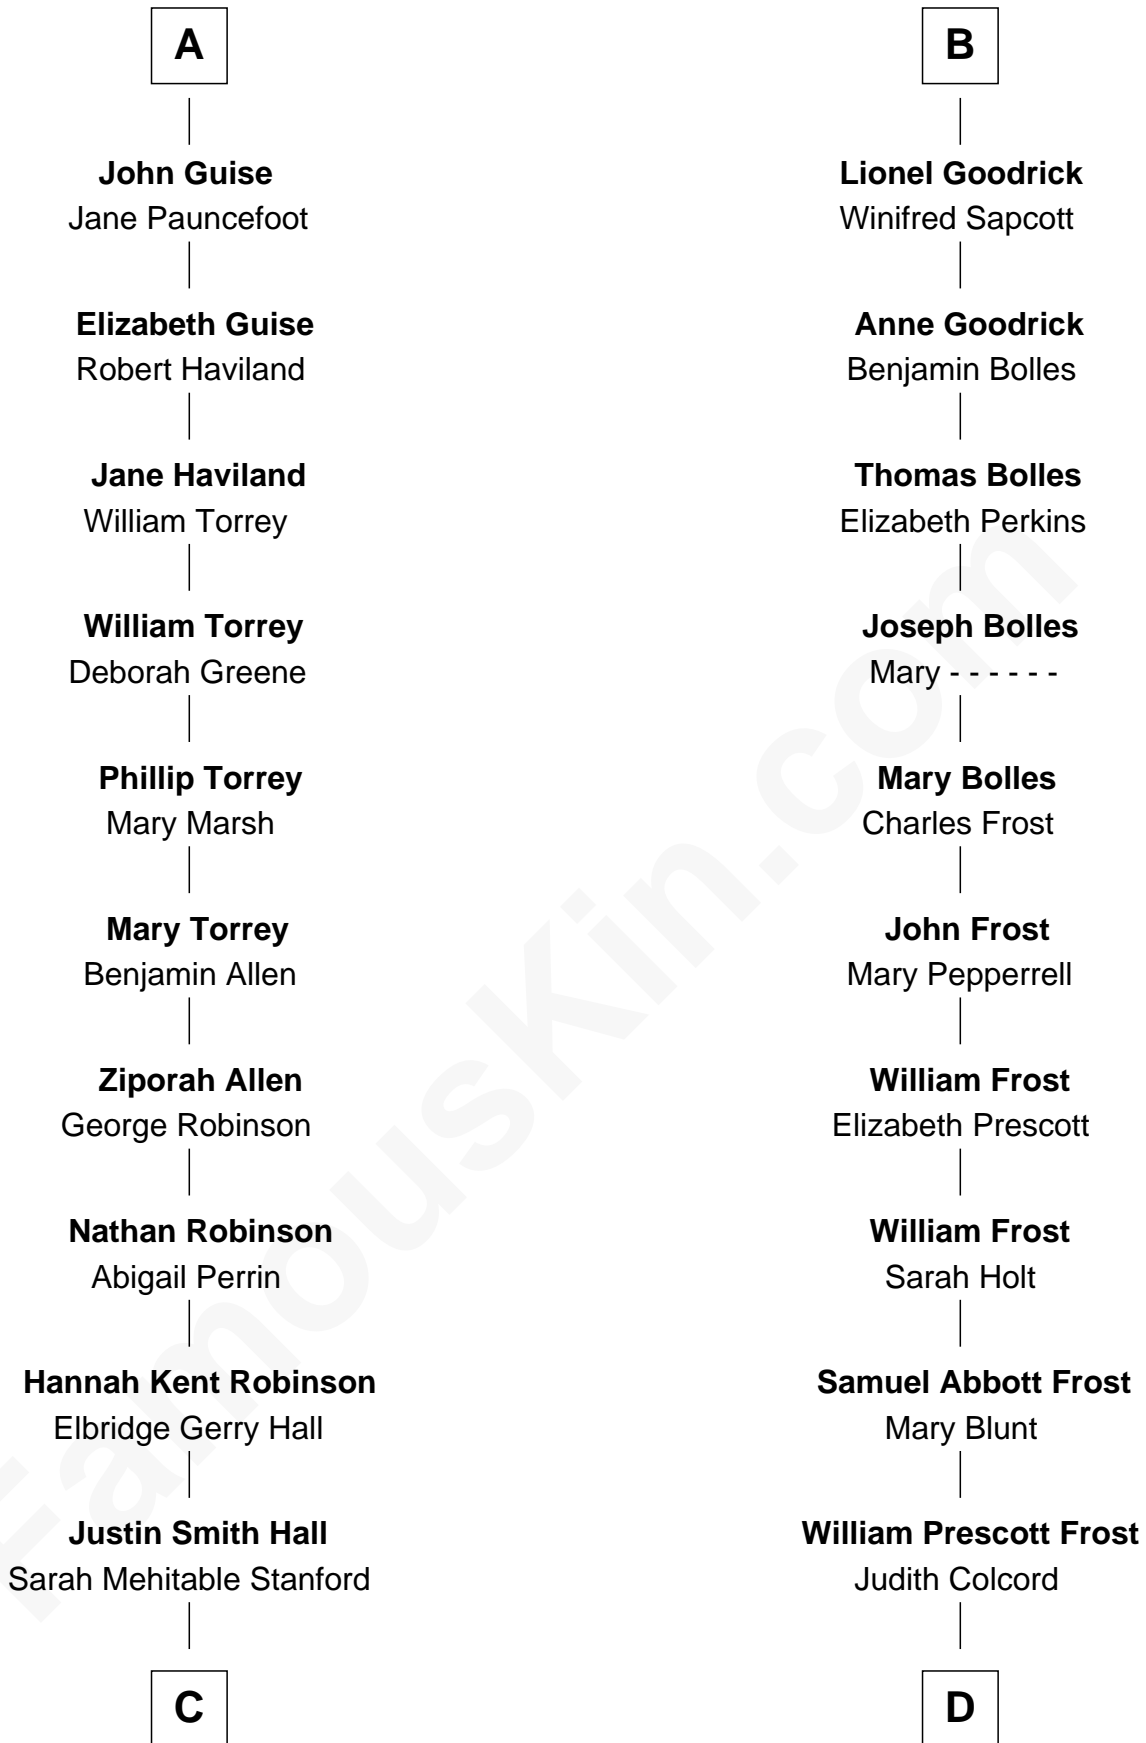 A
John Guise
Jane Pauncefoot
Elizabeth Guise
Robert Haviland
Jane Haviland
William Torrey
William Torrey
Deborah Greene
Phillip Torrey
Mary Marsh
Mary Torrey
Benjamin Allen
Ziporah Allen
George Robinson
Nathan Robinson
Abigail Perrin
Hannah Kent Robinson
Elbridge Gerry Hall
Justin Smith Hall
Sarah Mehitable Stanford
C
B
Lionel Goodrick
Winifred Sapcott
Anne Goodrick
Benjamin Bolles
Thomas Bolles
Elizabeth Perkins
Joseph Bolles
Mary - - - - - -
Mary Bolles
Charles Frost
John Frost
Mary Pepperrell
William Frost
Elizabeth Prescott
William Frost
Sarah Holt
Samuel Abbott Frost
Mary Blunt
William Prescott Frost
Judith Colcord
D
FamousKin.com